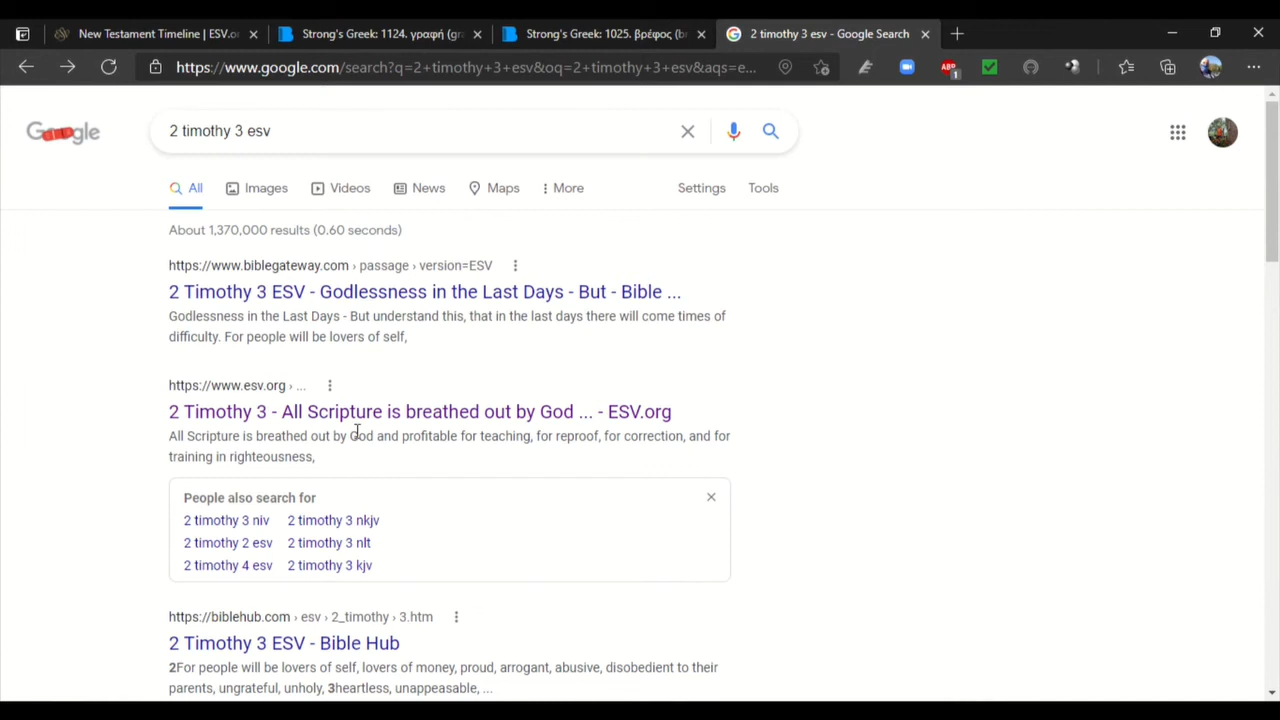 New Testament Timeline | ESV.or
Strong's Greek: 1124. γραφή (gra
Strong's Greek: 1025. βρέφος (br
2 timothy 3 esv - Google Search
https://www.google.com/search?q=2+timothy+3+esv&oq=2+timothy+3+esv&aqs=e...
ABP
1
Google
2 timothy 3 esv
All
Images
Videos
News
Maps
More
Settings
Tools
About 1,370,000 results (0.60 seconds)
https://www.biblegateway.com › passage › version=ESV
2 Timothy 3 ESV - Godlessness in the Last Days - But - Bible ...
Godlessness in the Last Days - But understand this, that in the last days there will come times of
difficulty. For people will be lovers of self,
https://www.esv.org › ...
2 Timothy 3 - All Scripture is breathed out by God ... - ESV.org
All Scripture is breathed out by God and profitable for teaching, for reproof, for correction, and for
training in righteousness,
People also search for
2 timothy 3 niv 2 timothy 3 nkjv
2 timothy 2 esv 2 timothy 3 nlt
2 timothy 4 esv 2 timothy 3 kjv
https://biblehub.com › esv › 2_timothy › 3.htm
2 Timothy 3 ESV - Bible Hub
2For people will be lovers of self, lovers of money, proud, arrogant, abusive, disobedient to their
parents, ungrateful, unholy, 3heartless, unappeasable, ...